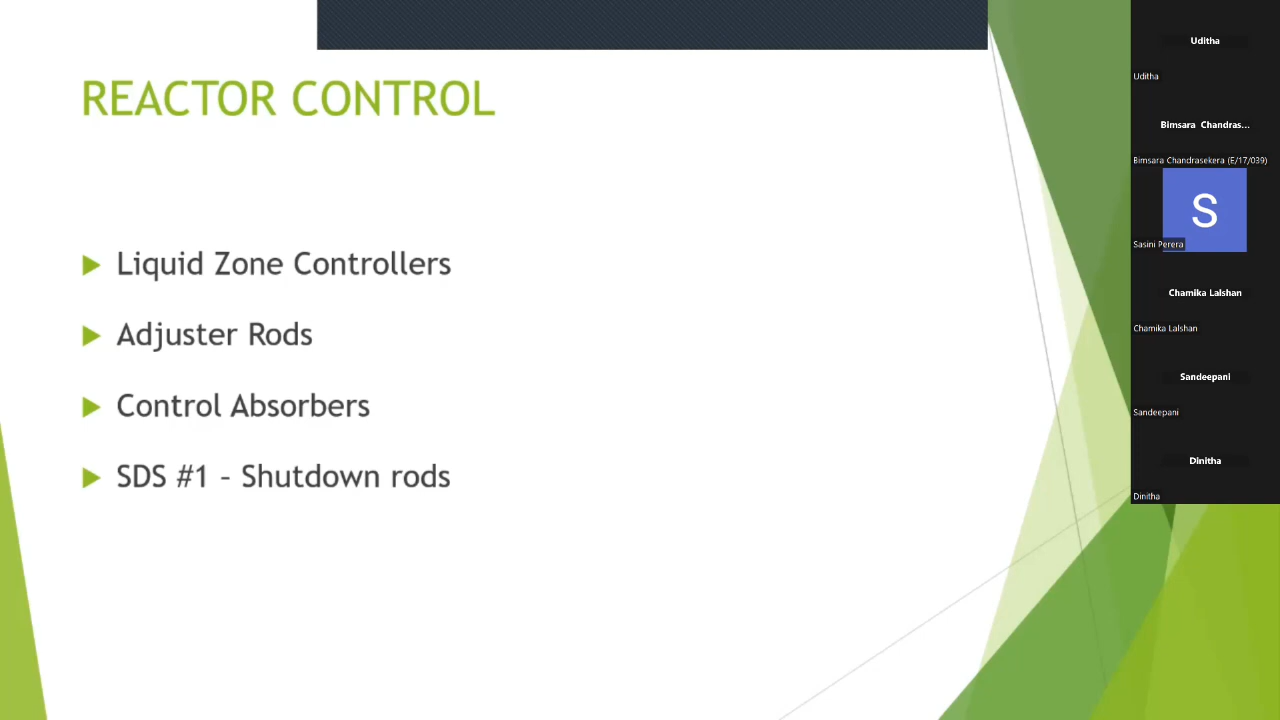 REACTOR CONTROL
Liquid Zone Controllers
Adjuster Rods
Control Absorbers
SDS #1 – Shutdown rods
Uditha
Uditha
Bimsara Chandras...
Bimsara Chandrasekera (E/17/039)
S
Sasini Perera
Chamika Lalshan
Chamika Lalshan
Sandeepani
Sandeepani
Dinitha
Dinitha